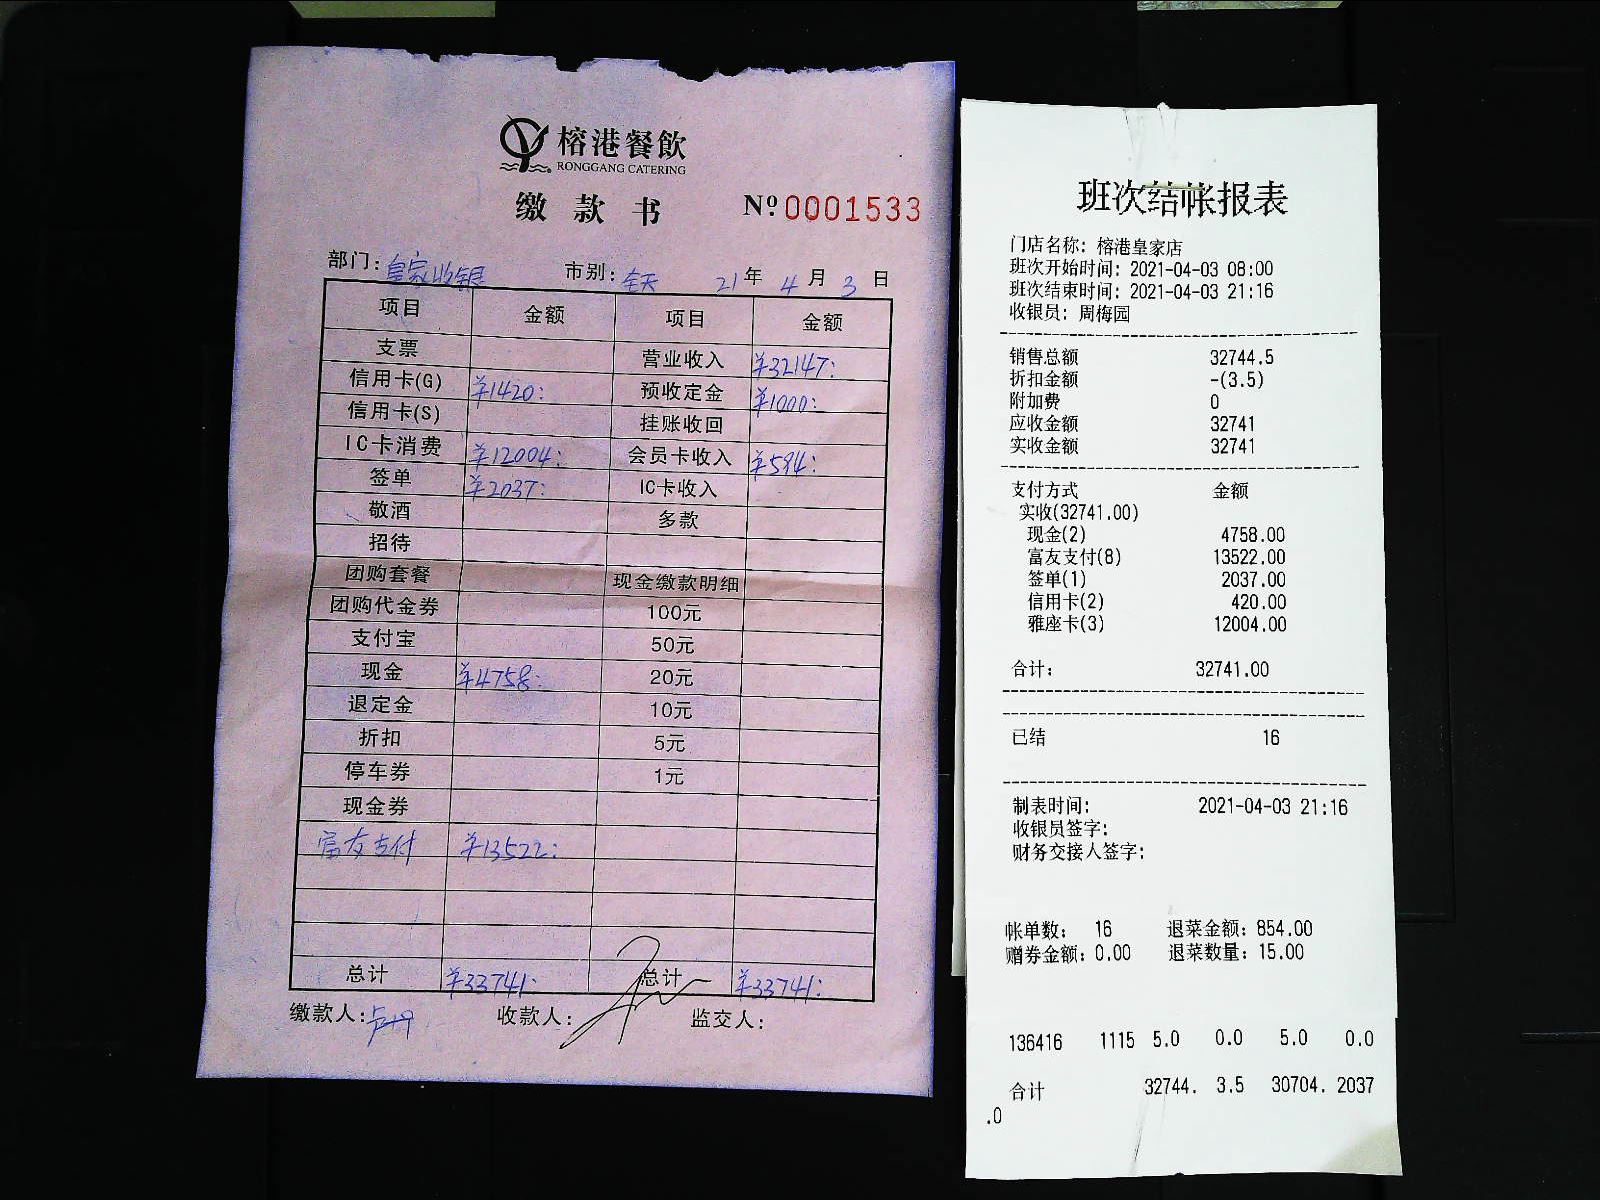 榕港餐飲
RONGGANG CATERING
缴款书 Nº 0001533
部门: 皇家收银 市别: 全天 21年 4月 3日
项目 金额 项目 金额
支票 营业收入 ¥32147:
信用卡(G) ¥1420: 预收定金 ¥1000:
信用卡(S) 挂账收回
IC卡消费 ¥12004: 会员卡收入 ¥594:
签单 ¥2037: IC卡收入
敬酒 多款
招待
团购套餐 现金缴款明细
团购代金券 100元
支付宝 50元
现金 ¥4758: 20元
退定金 10元
折扣 5元
停车券 1元
现金券
富友支付 ¥13522:
总计 ¥33741: 总计 ¥33741:
缴款人: 收款人: 监交人:
班次结帐报表
门店名称: 榕港皇家店
班次开始时间: 2021-04-03 08:00
班次结束时间: 2021-04-03 21:16
收银员: 周梅园
销售总额 32744.5
折扣金额 -(3.5)
附加费 0
应收金额 32741
实收金额 32741
支付方式 金额
实收(32741.00)
现金(2) 4758.00
富友支付(8) 13522.00
签单(1) 2037.00
信用卡(2) 420.00
雅座卡(3) 12004.00
合计: 32741.00
已结 16
制表时间: 2021-04-03 21:16
收银员签字:
财务交接人签字:
帐单数: 16 退菜金额: 854.00
赠券金额: 0.00 退菜数量: 15.00
136416 1115 5.0 0.0 5.0 0.0
合计 32744. 3.5 30704. 2037
.0